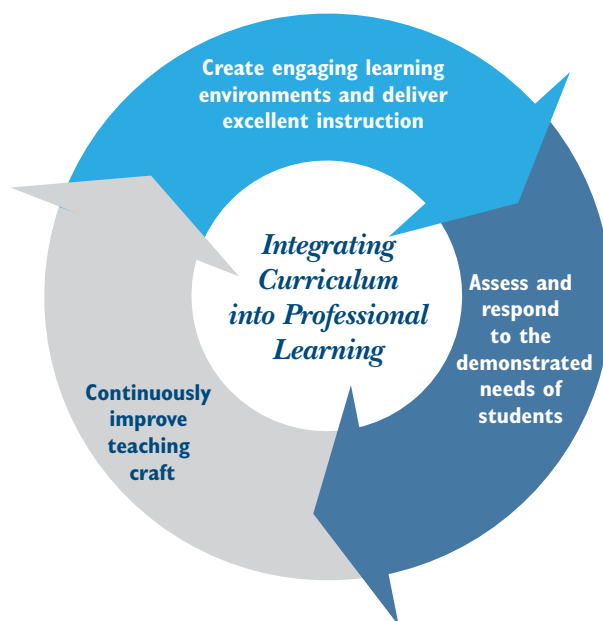 Create engaging learning
environments and deliver
excellent instruction
Integrating
Curriculum
into Professional
Learning
Assess and
respond
to the
demonstrated
needs of
students
Continuously
improve
teaching
craft